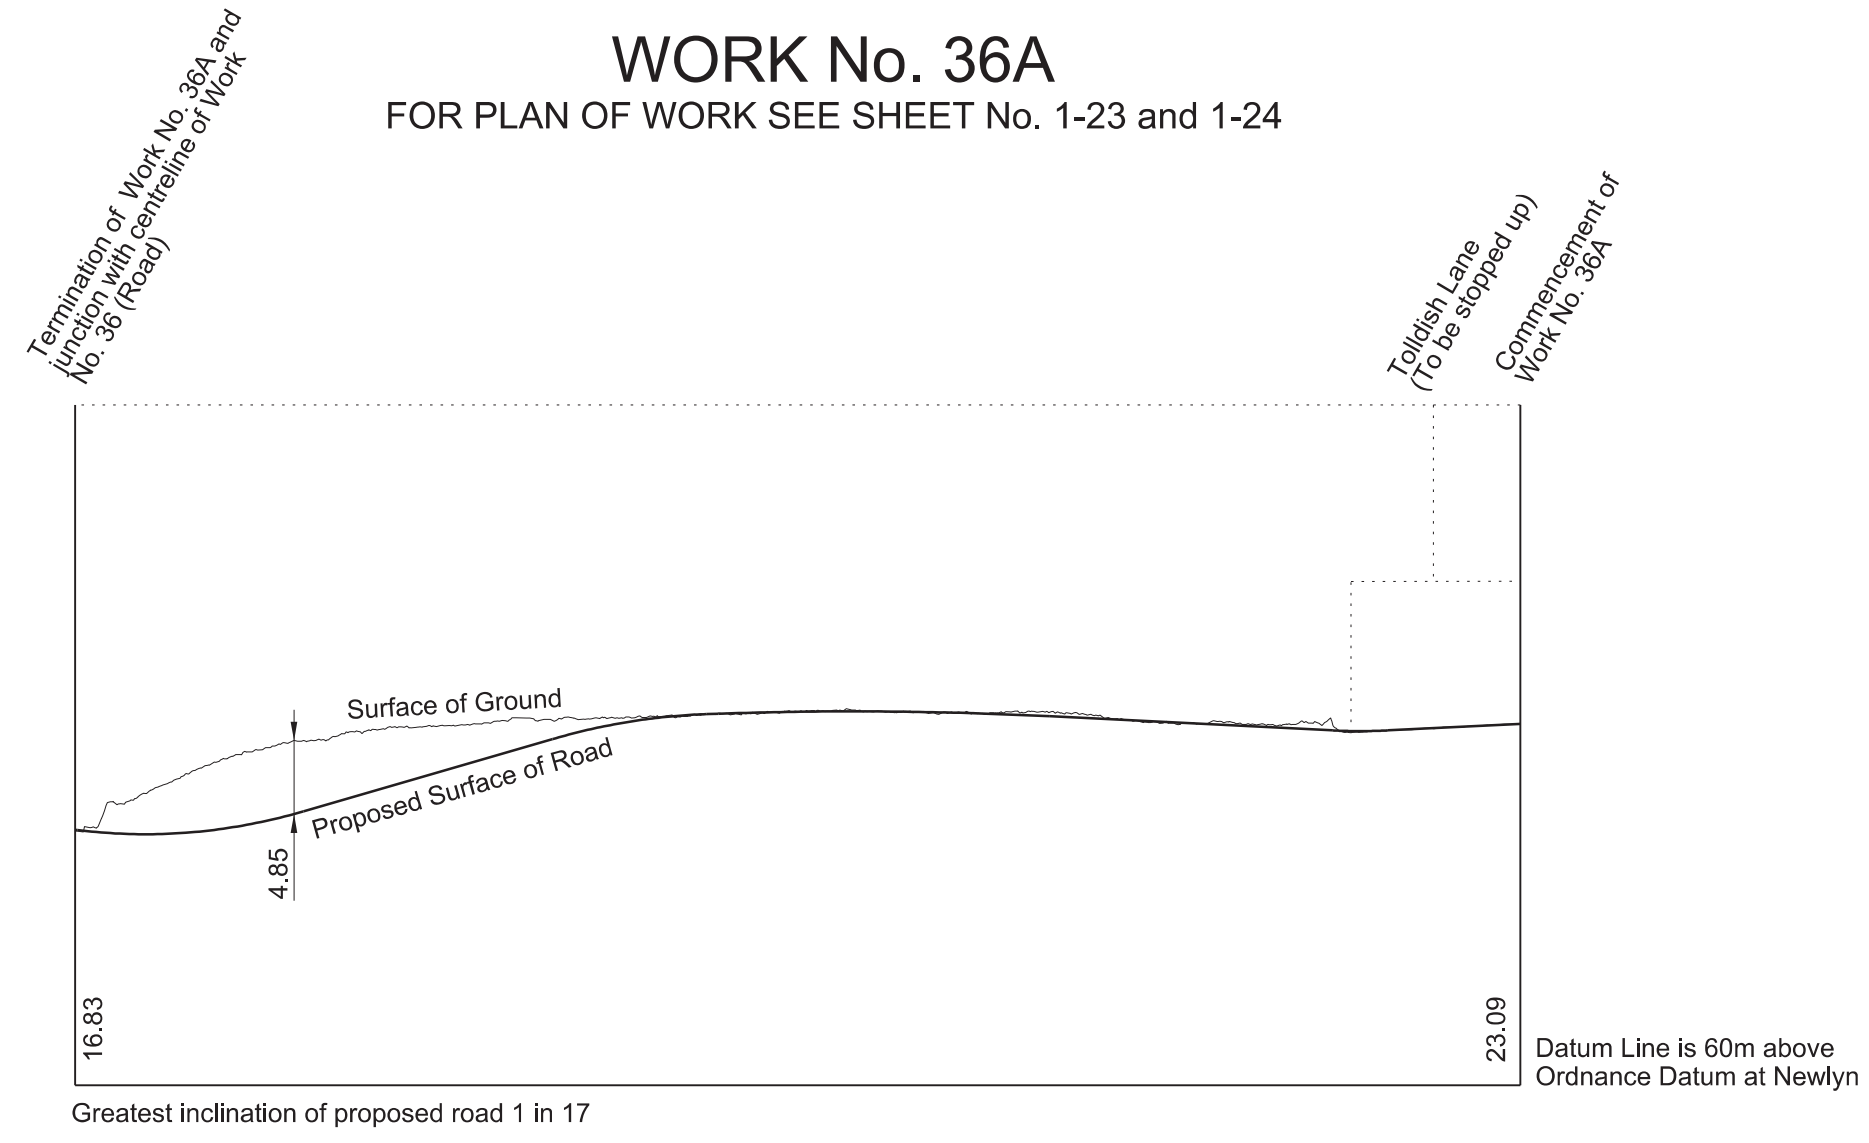 WORK No. 36A
FOR PLAN OF WORK SEE SHEET No. 1-23 and 1-24
Termination of Work No. 36A and
junction with centreline of Work
No. 36 (Road)
Tolldish Lane
(To be stopped up)
Commencement of
Work No. 36A
Surface of Ground
Proposed Surface of Road
4.85
16.83
23.09
Datum Line is 60m above
Ordnance Datum at Newlyn
Greatest inclination of proposed road 1 in 17